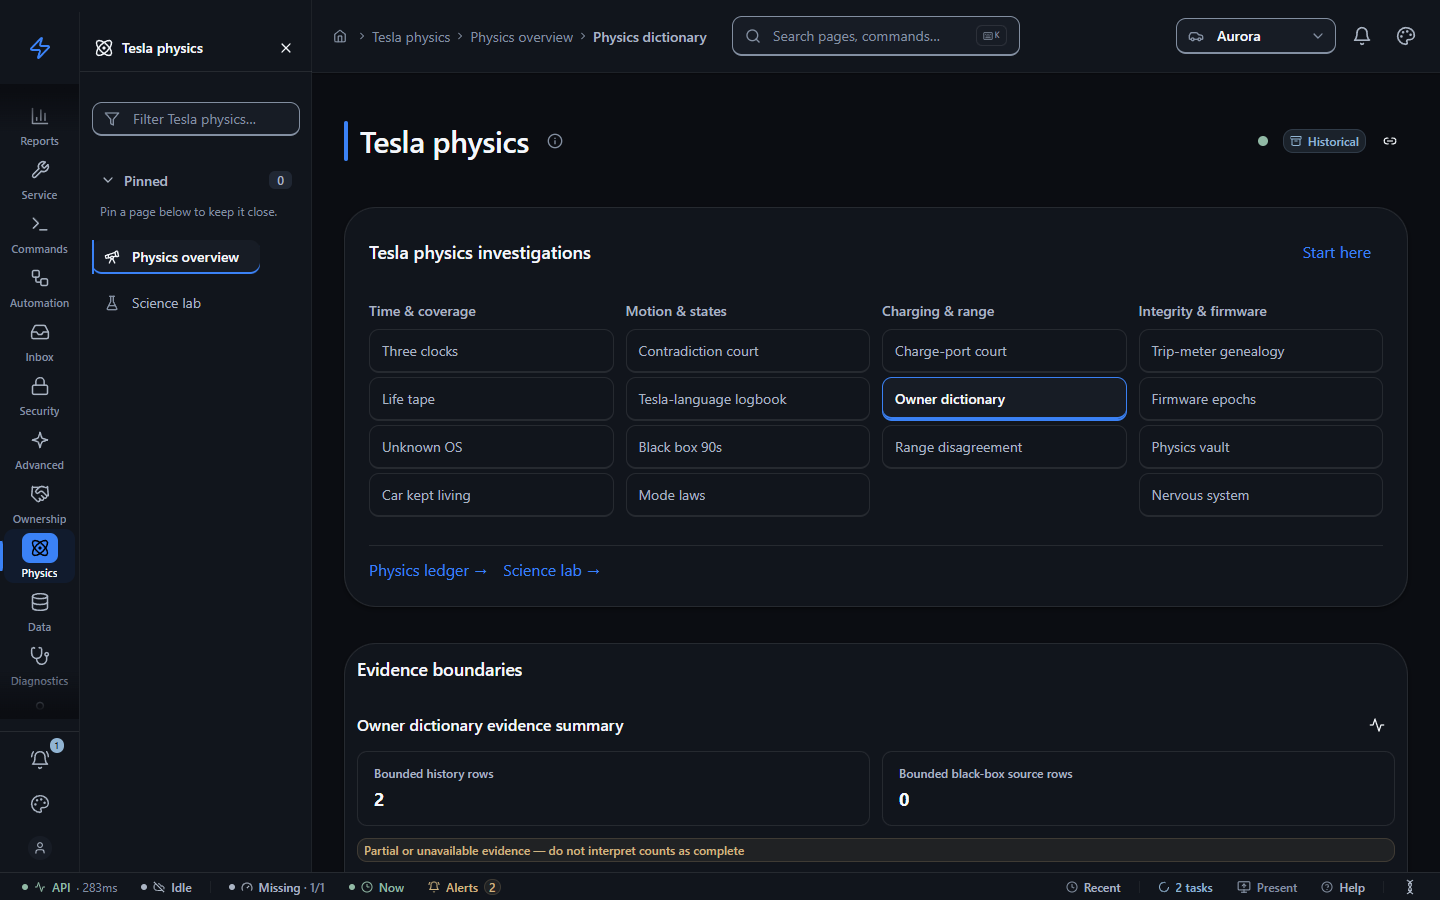 Tesla physics
Tesla physics
Physics overview
Physics dictionary
Search pages, commands...
K
Aurora
Reports
Service
Commands
Automation
Inbox
Security
Advanced
Ownership
Physics
Data
Diagnostics
1
Filter Tesla physics...
Pinned
0
Pin a page below to keep it close.
Physics overview
Science lab
Tesla physics
Historical
Tesla physics investigations
Start here
Time & coverage
Three clocks
Life tape
Unknown OS
Car kept living
Motion & states
Contradiction court
Tesla-language logbook
Black box 90s
Mode laws
Charging & range
Charge-port court
Owner dictionary
Range disagreement
Integrity & firmware
Trip-meter genealogy
Firmware epochs
Physics vault
Nervous system
Physics ledger →
Science lab →
Evidence boundaries
Owner dictionary evidence summary
Bounded history rows
2
Bounded black-box source rows
0
Partial or unavailable evidence — do not interpret counts as complete
API · 283ms
Idle
Missing · 1/1
Now
Alerts 2
Recent
2 tasks
Present
Help